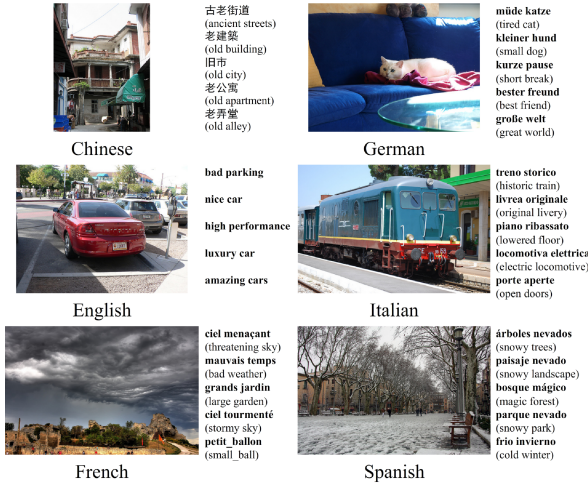 古老街道
(ancient streets)
老建築
(old building)
旧市
(old city)
老公寓
(old apartment)
老弄堂
(old alley)
Chinese
müde katze
(tired cat)
kleiner hund
(small dog)
kurze pause
(short break)
bester freund
(best friend)
große welt
(great world)
German
bad parking
nice car
high performance
luxury car
amazing cars
English
treno storico
(historic train)
livrea originale
(original livery)
piano ribassato
(lowered floor)
locomotiva elettrica
(electric locomotive)
porte aperte
(open doors)
Italian
ciel menaçant
(threatening sky)
mauvais temps
(bad weather)
grands jardin
(large garden)
ciel tourmenté
(stormy sky)
petit_ballon
(small_ball)
French
árboles nevados
(snowy trees)
paisaje nevado
(snowy landscape)
bosque mágico
(magic forest)
parque nevado
(snowy park)
frio invierno
(cold winter)
Spanish